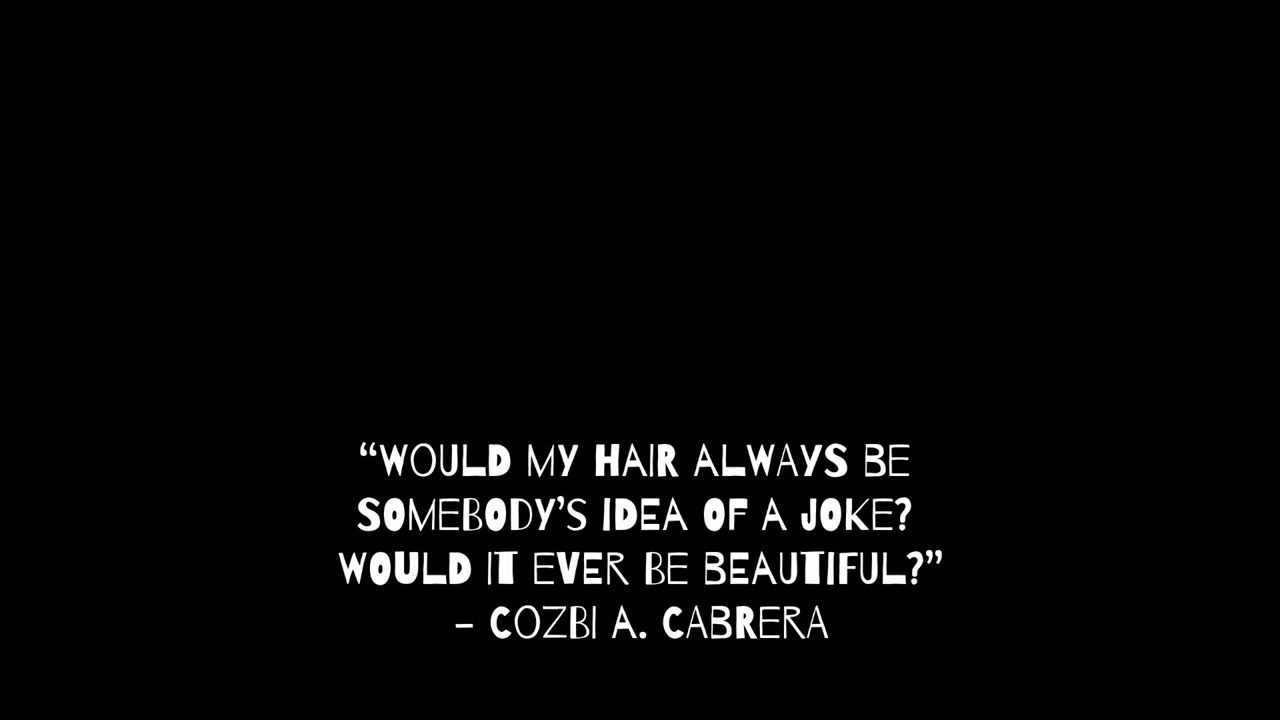 “WOULD MY HAIR ALWAYS BE
SOMEBODY’S IDEA OF A JOKE?
WOULD IT EVER BE BEAUTIFUL?”
– COZBI A. CABRERA